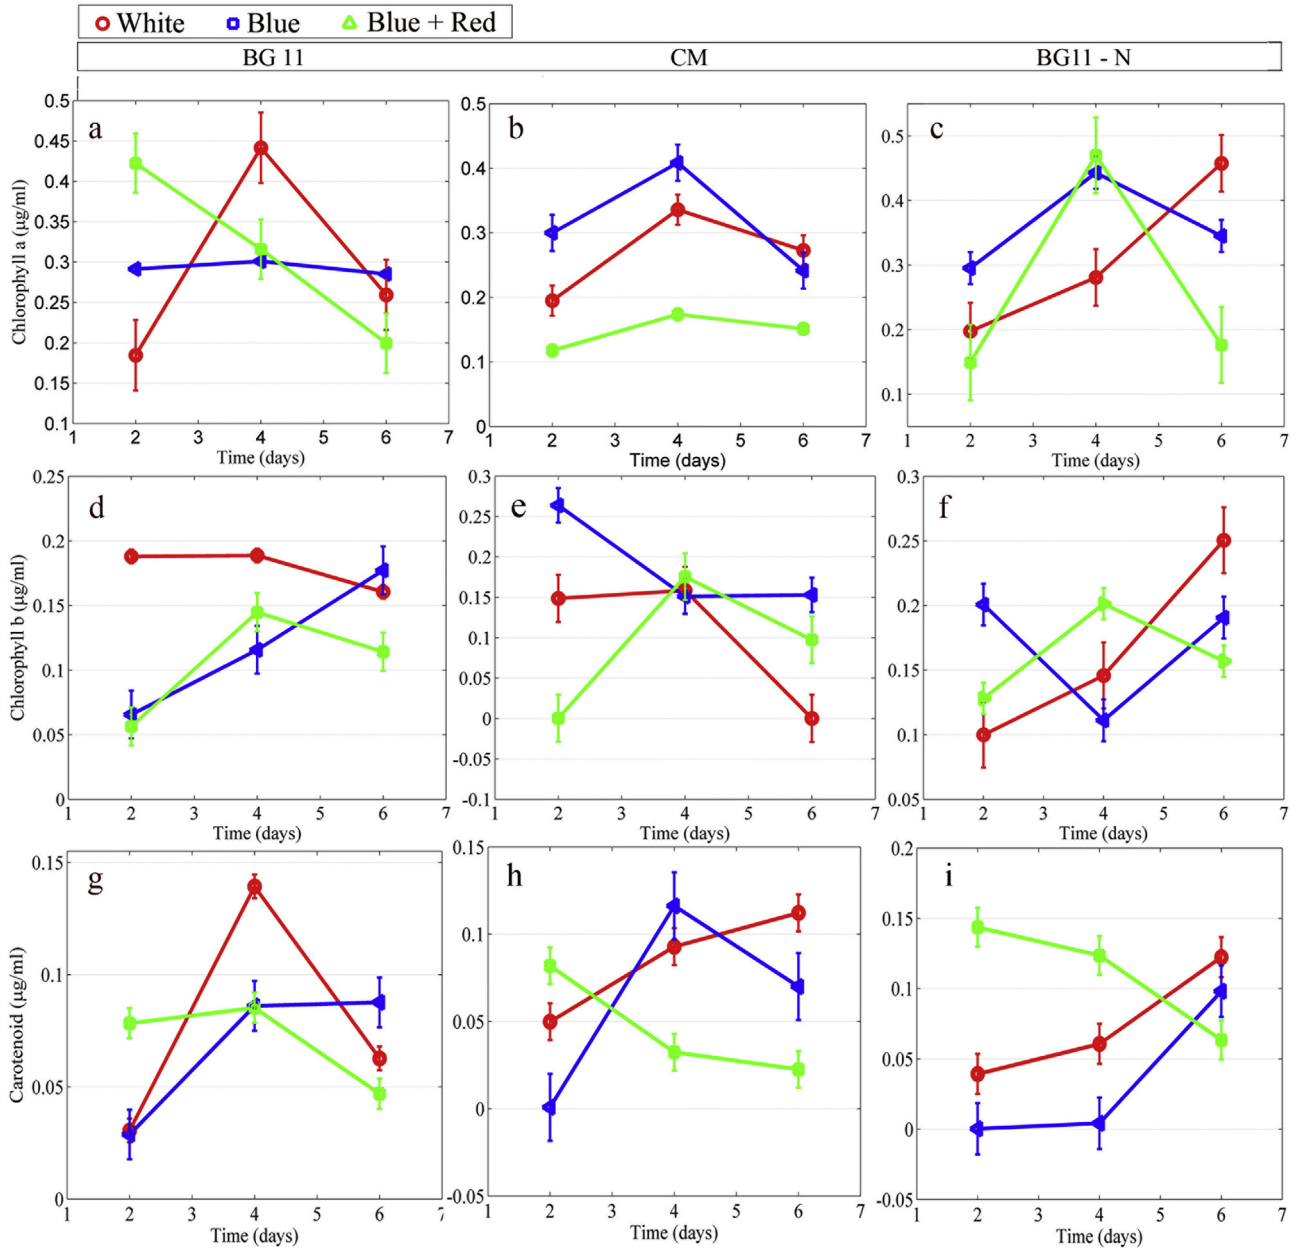 White Blue Blue + Red
BG 11 CM BG11 - N
a
Chlorophyll a (µg/ml)
0.5
0.45
0.4
0.35
0.3
0.25
0.2
0.15
0.1
1 2 3 4 5 6 7
Time (days)
b
0.5
0.4
0.3
0.2
0.1
0
1 2 3 4 5 6 7
Time (days)
c
0.5
0.4
0.3
0.2
0.1
1 2 3 4 5 6 7
Time (days)
d
Chlorophyll b (µg/ml)
0.25
0.2
0.15
0.1
0.05
0
1 2 3 4 5 6 7
Time (days)
e
0.3
0.25
0.2
0.15
0.1
0.05
0
-0.05
-0.1
1 2 3 4 5 6 7
Time (days)
f
0.3
0.25
0.2
0.15
0.1
0.05
1 2 3 4 5 6 7
Time (days)
g
Carotenoid (µg/ml)
0.15
0.1
0.05
0
1 2 3 4 5 6 7
Time (days)
h
0.15
0.1
0.05
0
-0.05
1 2 3 4 5 6 7
Time (days)
i
0.2
0.15
0.1
0.05
0
-0.05
1 2 3 4 5 6 7
Time (days)